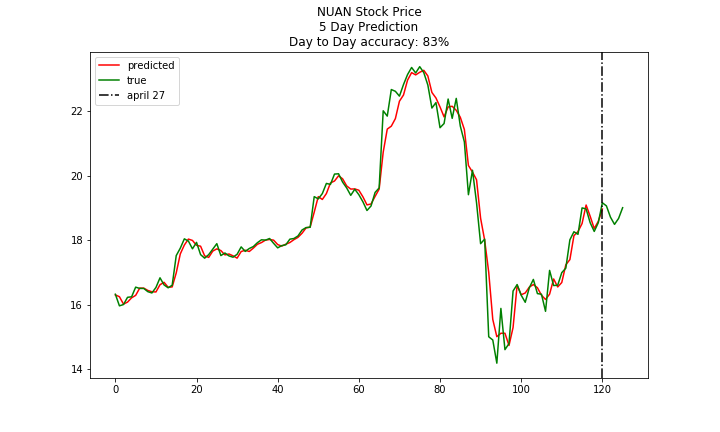 NUAN Stock Price
5 Day Prediction
Day to Day accuracy: 83%
predicted
true
april 27
22
20
18
16
14
0
20
40
60
80
100
120